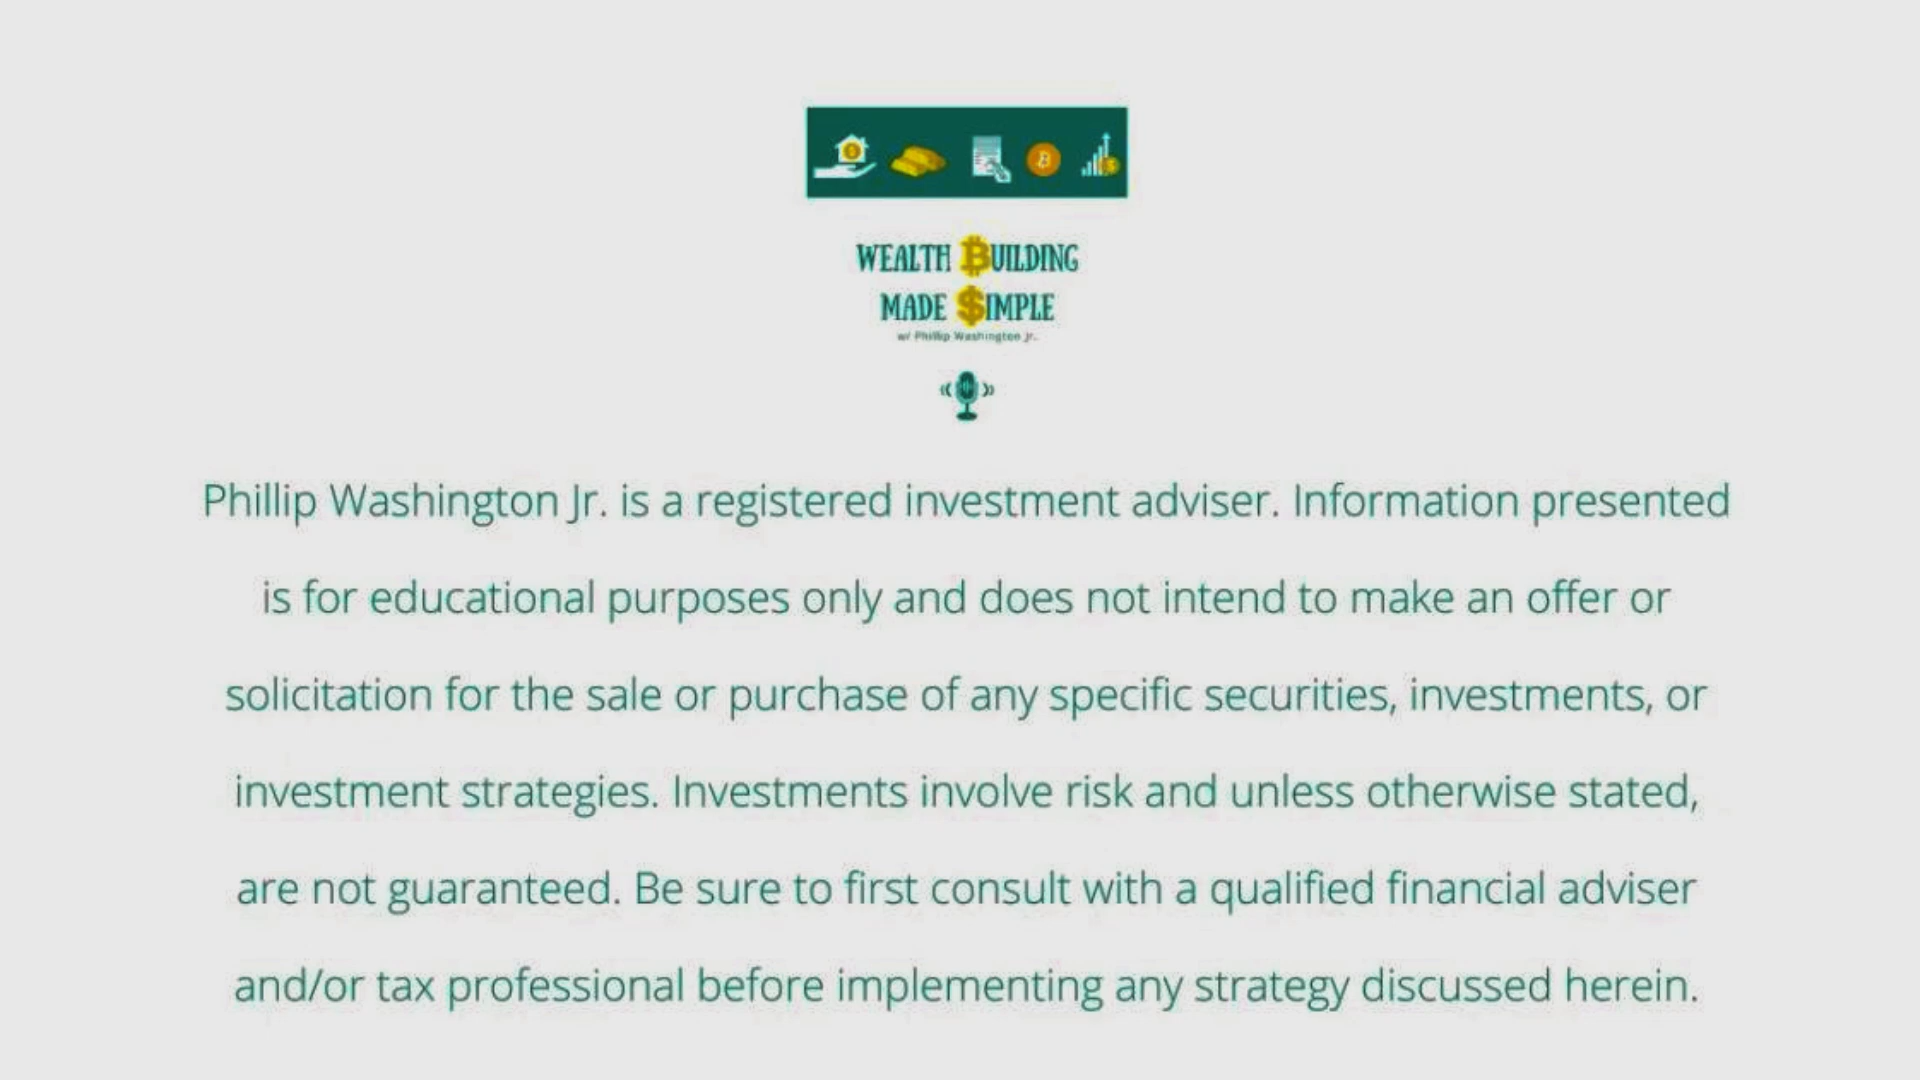 WEALTH BUILDING
MADE $IMPLE
w/ Phillip Washington Jr.
Phillip Washington Jr. is a registered investment adviser. Information presented
is for educational purposes only and does not intend to make an offer or
solicitation for the sale or purchase of any specific securities, investments, or
investment strategies. Investments involve risk and unless otherwise stated,
are not guaranteed. Be sure to first consult with a qualified financial adviser
and/or tax professional before implementing any strategy discussed herein.